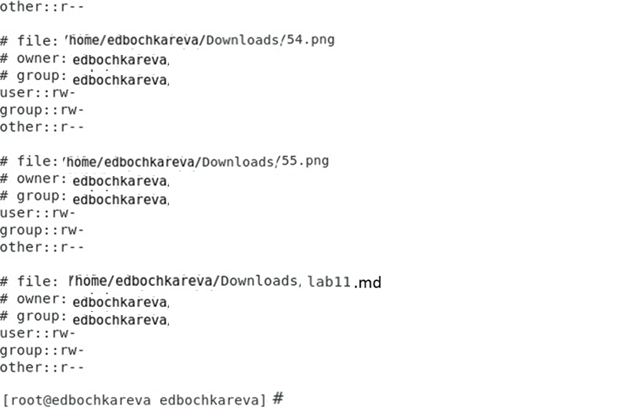 other::r--
# file: /home/edbochkareva/Downloads/54.png
# owner: edbochkareva,
# group: edbochkareva,
user::rw-
group::rw-
other::r--
# file: /home/edbochkareva/Downloads/55.png
# owner: edbochkareva,
# group: edbochkareva,
user::rw-
group::rw-
other::r--
# file: /home/edbochkareva/Downloads, lab11.md
# owner: edbochkareva,
# group: edbochkareva,
user::rw-
group::rw-
other::r--
[root@edbochkareva edbochkareva] #